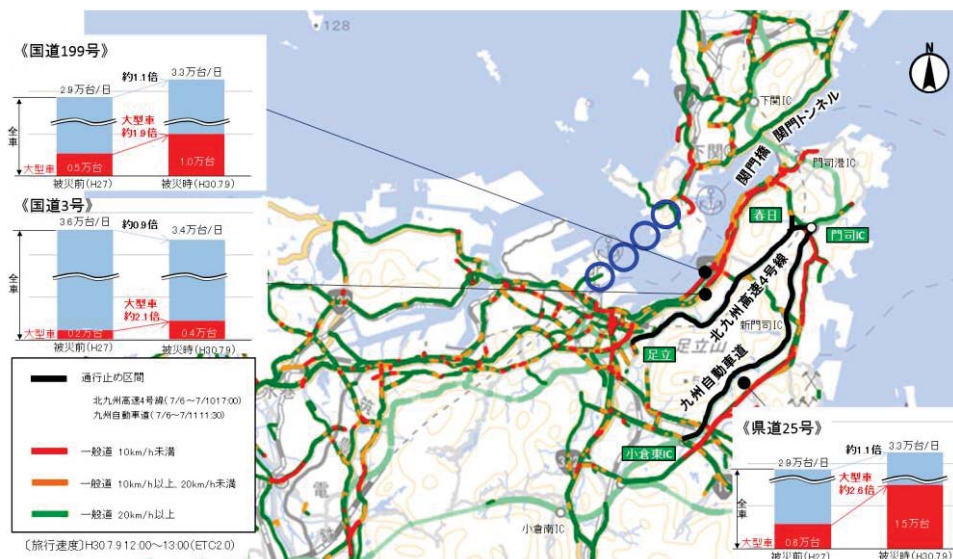 《国道199号》
2.9万台/日
約1.1倍
3.3万台/日
全車
大型車
約1.9倍
大型車
0.5万台
1.0万台
被災前(H27)
被災時(H30.7.9)
《国道3号》
3.6万台/日
約0.9倍
3.4万台/日
全車
大型車
約2.1倍
大型車
0.2万台
0.4万台
被災前(H27)
被災時(H30.7.9)
通行止め区間
北九州高速4号線(7/6～7/10 17:00)
九州自動車道(7/6～7/11 11:30)
一般道 10km/h未満
一般道 10km/h以上, 20km/h未満
一般道 20km/h以上
〔旅行速度〕H30.7.9 12:00～13:00(ETC2.0)
128
N
下関IC
関門トンネル
関門橋
門司港IC
春日
門司IC
北九州高速4号線
新門司IC
足立
足立山
九州自動車道
小倉東IC
小倉南IC
《県道25号》
2.9万台/日
約1.1倍
3.3万台/日
全車
大型車
約2.6倍
大型車
0.8万台
1.5万台
被災前(H27)
被災時(H30.7.9)